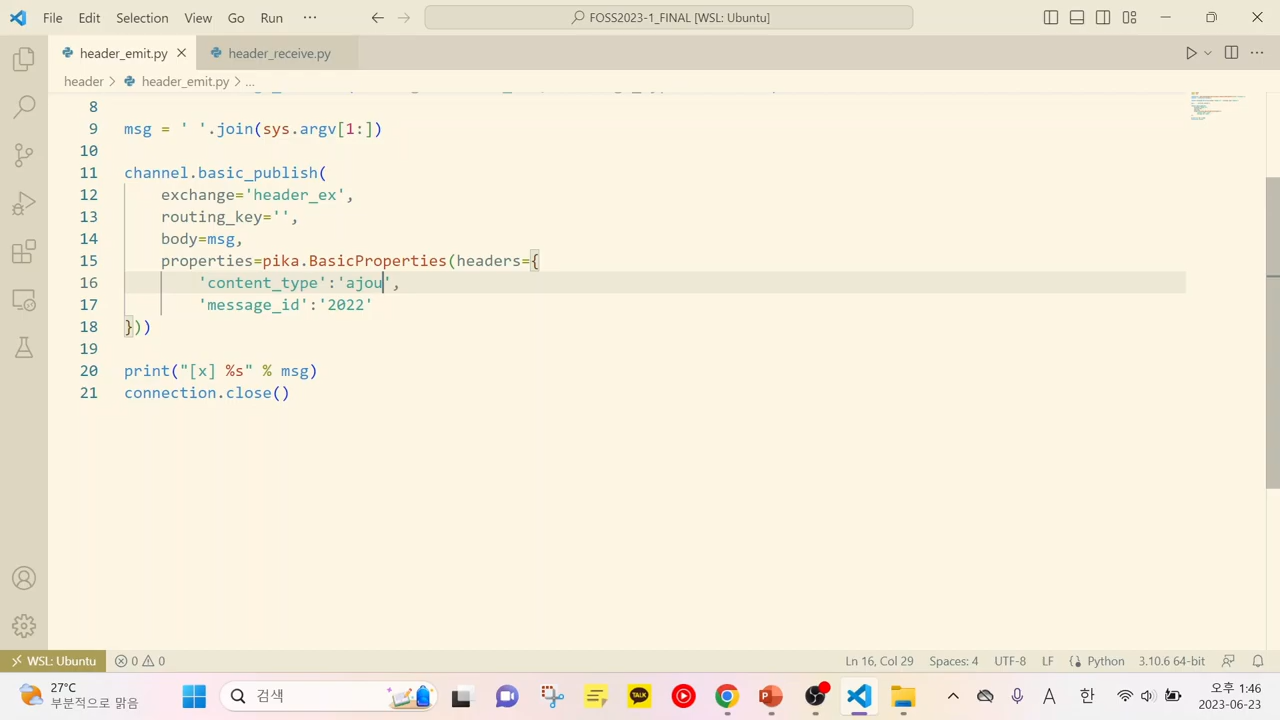 File Edit Selection View Go Run ···
FOSS2023-1_FINAL [WSL: Ubuntu]
header_emit.py
header_receive.py
header > header_emit.py > ...
8
9 msg = ' '.join(sys.argv[1:])
10
11 channel.basic_publish(
12 exchange='header_ex',
13 routing_key='',
14 body=msg,
15 properties=pika.BasicProperties(headers={
16 'content_type':'ajou',
17 'message_id':'2022'
18 }))
19
20 print("[x] %s" % msg)
21 connection.close()
WSL: Ubuntu 0 0 Ln 16, Col 29 Spaces: 4 UTF-8 LF Python 3.10.6 64-bit
27°C
부분적으로 맑음
검색
TALK
A 한
오후 1:46
2023-06-23